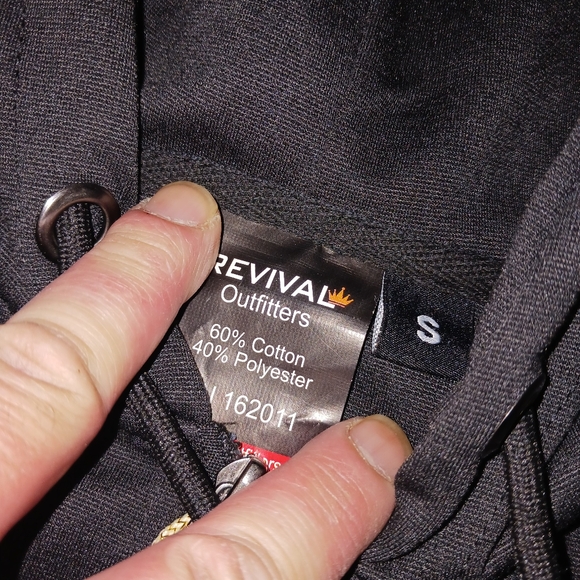 REVIVAL
Outfitters
60% Cotton
40% Polyester
162011
S